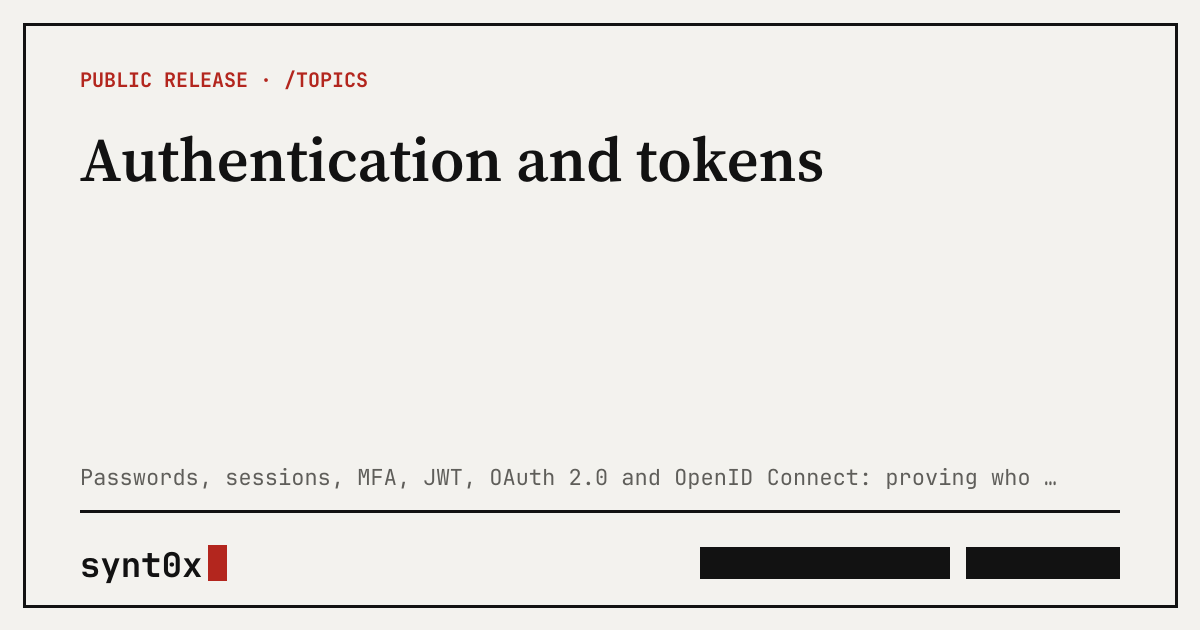 PUBLIC RELEASE · /TOPICS
Authentication and tokens
Passwords, sessions, MFA, JWT, OAuth 2.0 and OpenID Connect: proving who …
synt0x